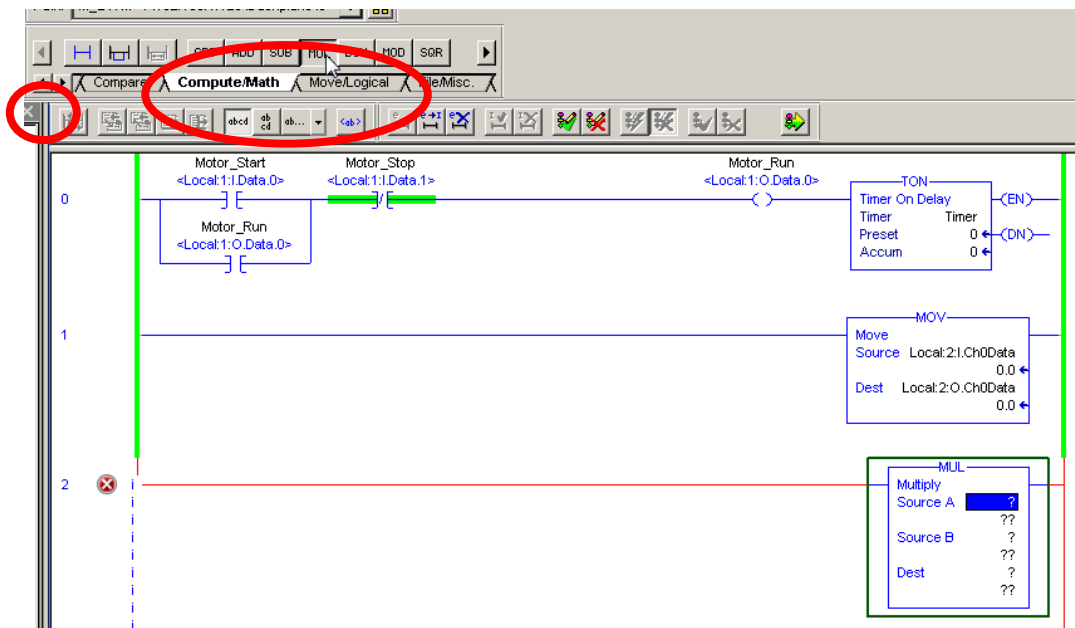 ADD SUB MUL MOD SQR
Compare Compute/Math Move/Logical File/Misc.
abcd ab cd ab... <ab>
Motor_Start Motor_Stop Motor_Run
<Local:1:I.Data.0> <Local:1:I.Data.1> <Local:1:O.Data.0>
TON
0 Timer On Delay (EN)
Timer Timer
Preset 0 (DN)
Accum 0
Motor_Run
<Local:1:O.Data.0>
MOV
1 Move
Source Local:2:I.Ch0Data
0.0
Dest Local:2:O.Ch0Data
0.0
MUL
2 i Multiply
i Source A ?
i ??
i Source B ?
i ??
i Dest ?
i ??
i
i